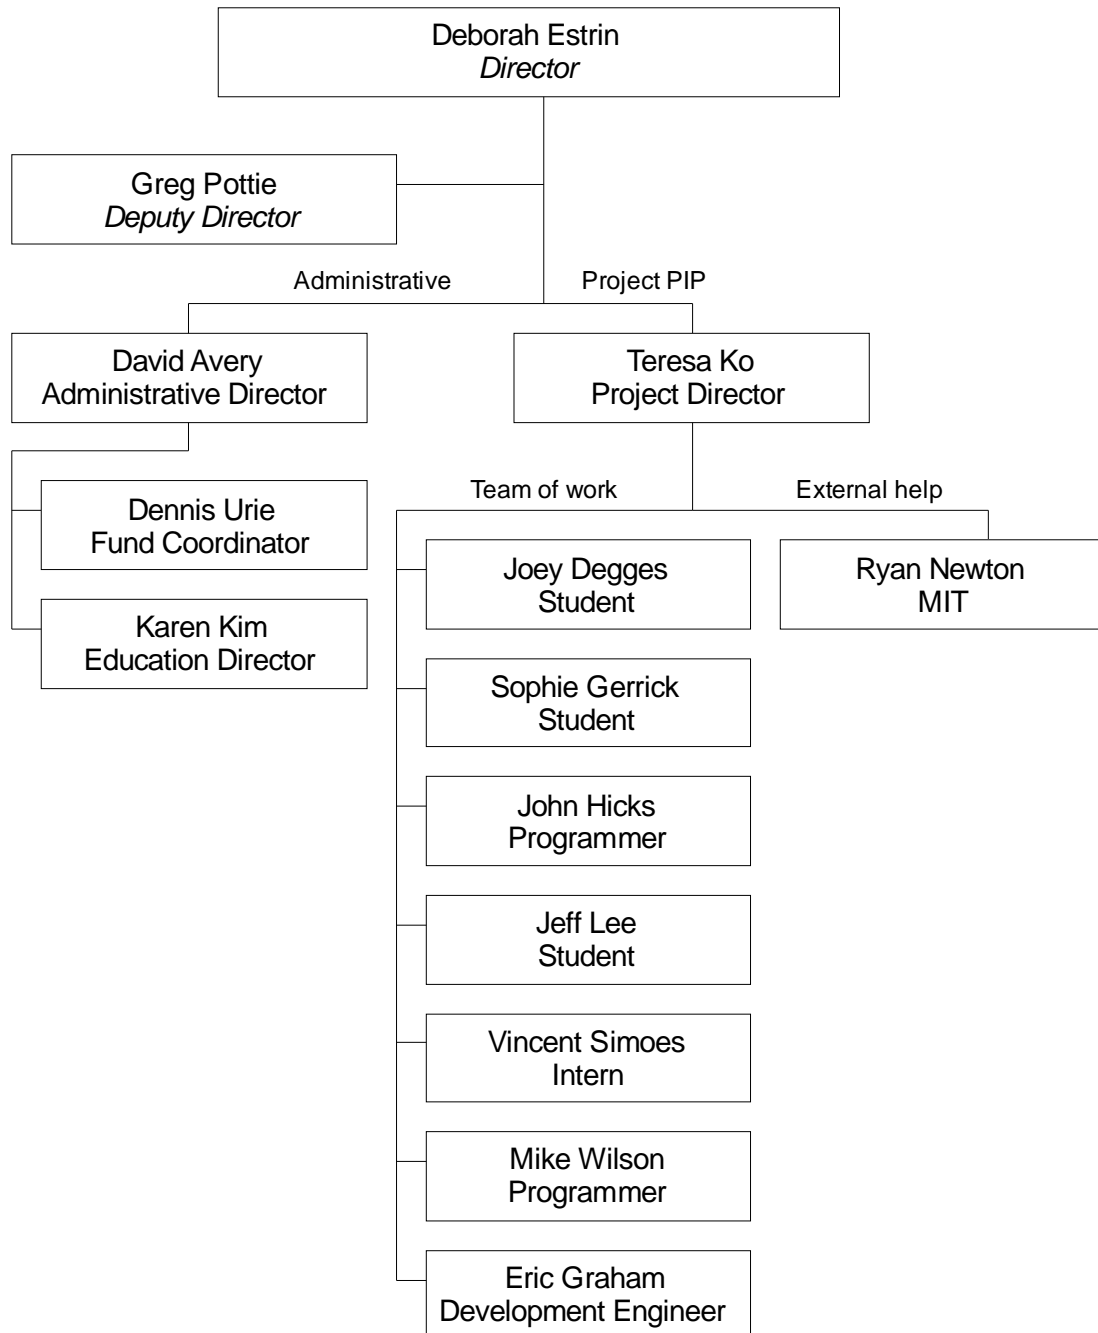 Deborah Estrin
Director
Greg Pottie
Deputy Director
Administrative
Project PIP
David Avery
Administrative Director
Teresa Ko
Project Director
Dennis Urie
Fund Coordinator
Karen Kim
Education Director
Team of work
External help
Joey Degges
Student
Ryan Newton
MIT
Sophie Gerrick
Student
John Hicks
Programmer
Jeff Lee
Student
Vincent Simoes
Intern
Mike Wilson
Programmer
Eric Graham
Development Engineer